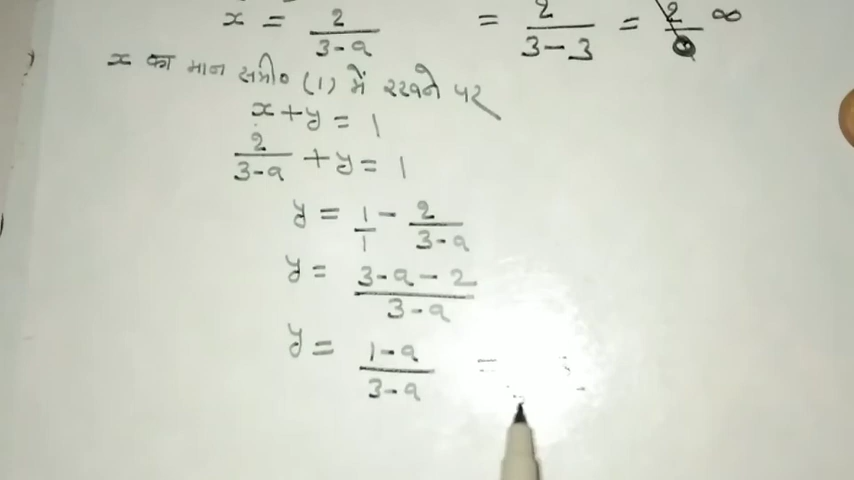 x = 2/(3-a) = 2/(3-3) = 2/0 ∞
x का मान समी० (1) में रखने पर
x + y = 1
2/(3-a) + y = 1
y = 1/1 - 2/(3-a)
y = (3-a-2)/(3-a)
y = (1-a)/(3-a) =